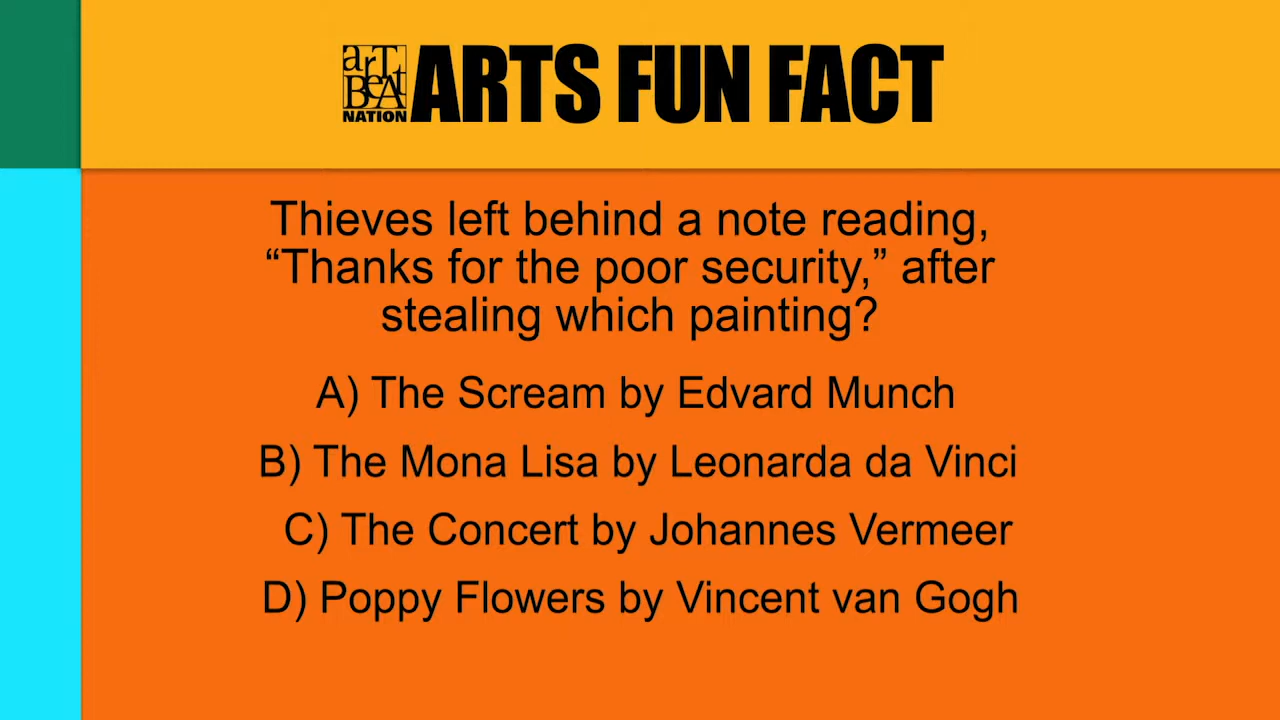 arT
BeAt
NATION
ARTS FUN FACT
Thieves left behind a note reading,
“Thanks for the poor security,” after
stealing which painting?
A) The Scream by Edvard Munch
B) The Mona Lisa by Leonarda da Vinci
C) The Concert by Johannes Vermeer
D) Poppy Flowers by Vincent van Gogh